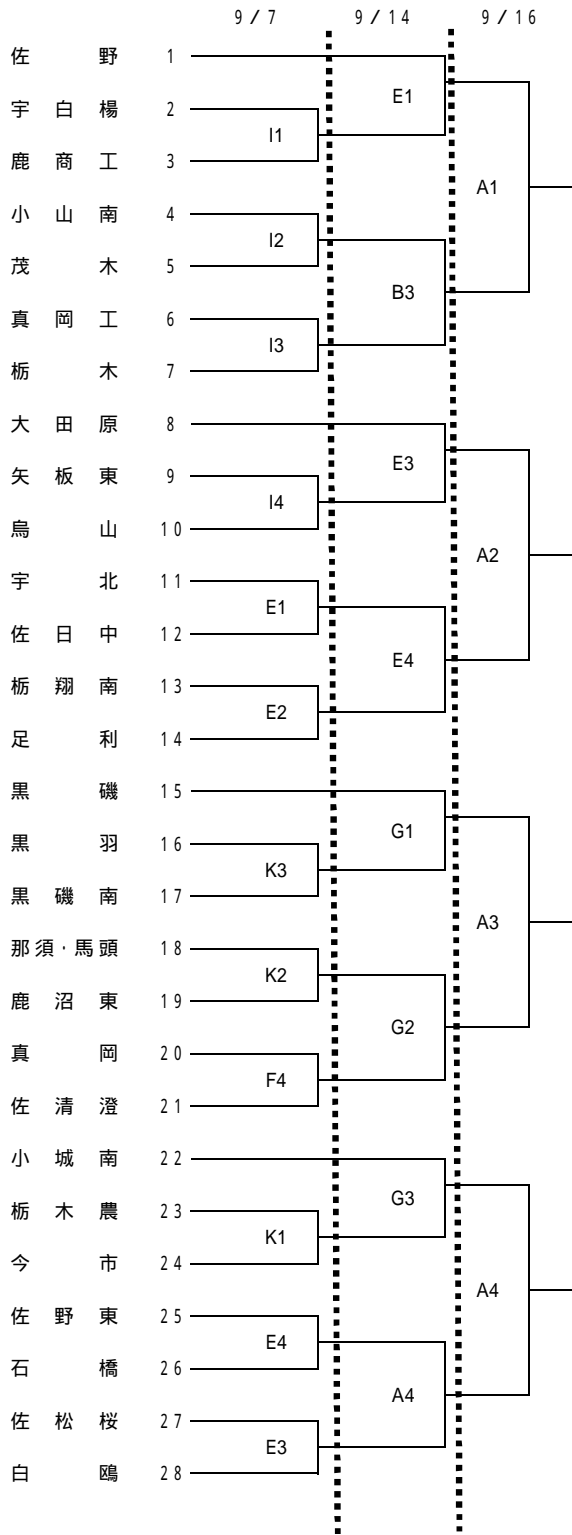 9/7 9/14 9/16
佐野 1
E1
宇白楊 2
I1
鹿商工 3
A1
小山南 4
I2
茂木 5
B3
真岡工 6
I3
栃木 7
大田原 8
E3
矢板東 9
I4
烏山 10
A2
宇北 11
E1
佐日中 12
E4
栃翔南 13
E2
足利 14
黒磯 15
G1
黒羽 16
K3
黒磯南 17
A3
那須・馬頭 18
K2
鹿沼東 19
G2
真岡 20
F4
佐清澄 21
小城南 22
G3
栃木農 23
K1
今市 24
A4
佐野東 25
E4
石橋 26
A4
佐松桜 27
E3
白鴎 28